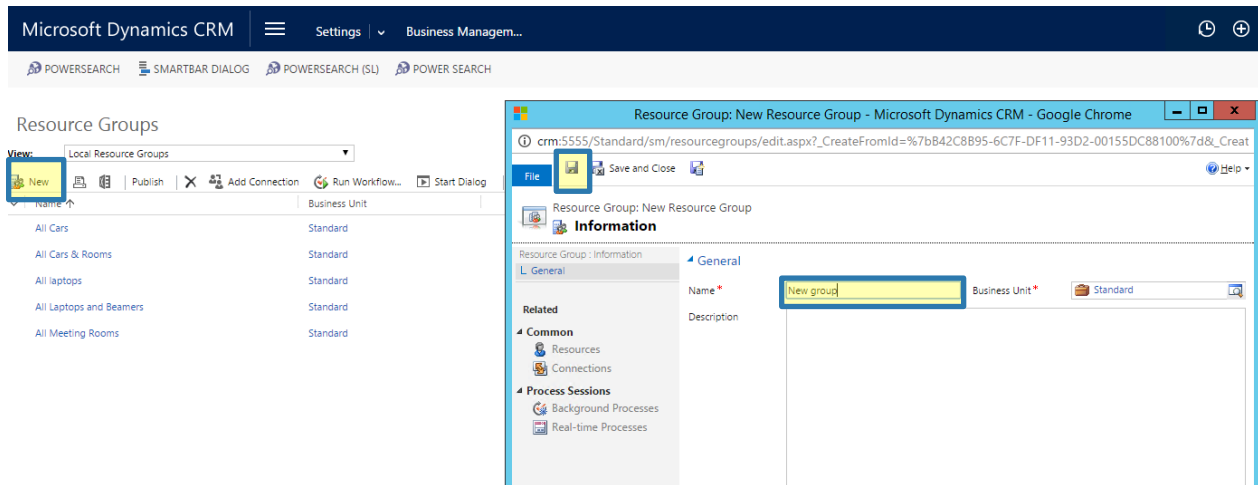 Microsoft Dynamics CRM Settings Business Managem...
POWERSEARCH SMARTBAR DIALOG POWERSEARCH (SL) POWER SEARCH
Resource Groups
View: Local Resource Groups
New Publish Add Connection Run Workflow... Start Dialog
Name Business Unit
All Cars Standard
All Cars & Rooms Standard
All laptops Standard
All Laptops and Beamers Standard
All Meeting Rooms Standard
Resource Group: New Resource Group - Microsoft Dynamics CRM - Google Chrome
crm:5555/Standard/sm/resourcegroups/edit.aspx?_CreateFromId=%7bB42C8B95-6C7F-DF11-93D2-00155DC88100%7d&_Creat
File Save and Close Help
Resource Group: New Resource Group
Information
Resource Group : Information
General
Related
Common
Resources
Connections
Process Sessions
Background Processes
Real-time Processes
General
Name* New group Business Unit* Standard
Description